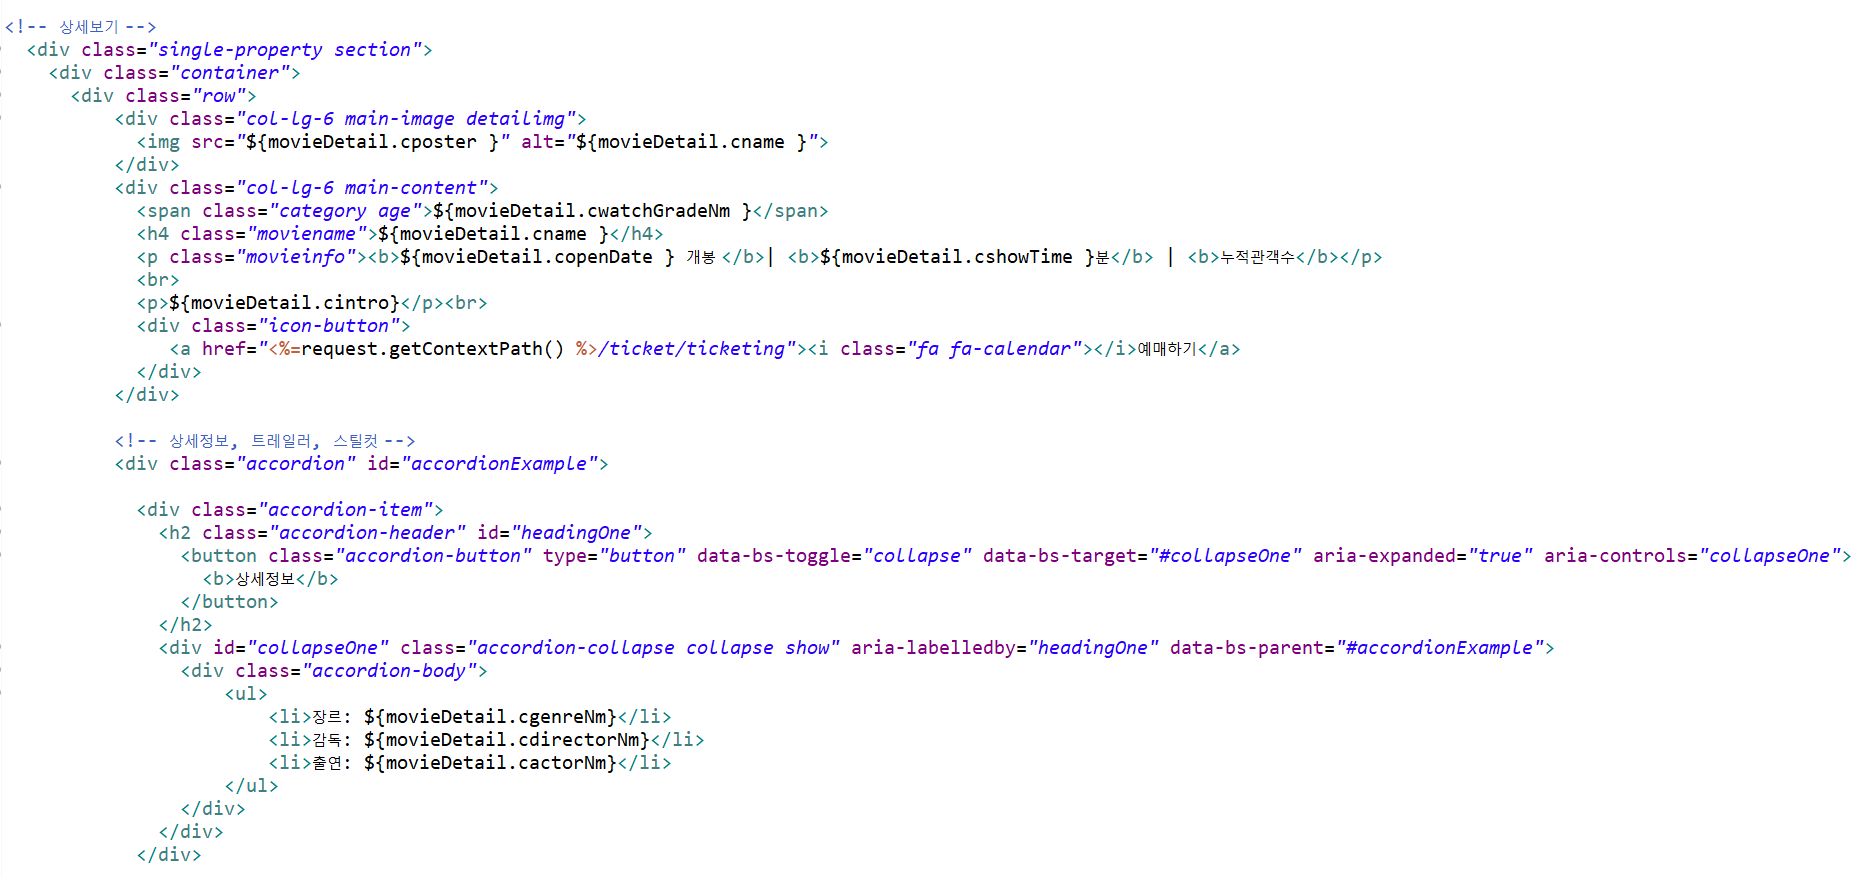 <!-- 상세보기 -->
<div class="single-property section">
<div class="container">
<div class="row">
<div class="col-lg-6 main-image detailimg">
<img src="${movieDetail.cposter }" alt="${movieDetail.cname }">
</div>
<div class="col-lg-6 main-content">
<span class="category age">${movieDetail.cwatchGradeNm }</span>
<h4 class="moviename">${movieDetail.cname }</h4>
<p class="movieinfo"><b>${movieDetail.copenDate } 개봉 </b>| <b>${movieDetail.cshowTime }분</b> | <b>누적관객수</b></p>
<br>
<p>${movieDetail.cintro}</p><br>
<div class="icon-button">
<a href="<%=request.getContextPath() %>/ticket/ticketing"><i class="fa fa-calendar"></i>예매하기</a>
</div>
</div>
<!-- 상세정보, 트레일러, 스틸컷 -->
<div class="accordion" id="accordionExample">
<div class="accordion-item">
<h2 class="accordion-header" id="headingOne">
<button class="accordion-button" type="button" data-bs-toggle="collapse" data-bs-target="#collapseOne" aria-expanded="true" aria-controls="collapseOne">
<b>상세정보</b>
</button>
</h2>
<div id="collapseOne" class="accordion-collapse collapse show" aria-labelledby="headingOne" data-bs-parent="#accordionExample">
<div class="accordion-body">
<ul>
<li>장르: ${movieDetail.cgenreNm}</li>
<li>감독: ${movieDetail.cdirectorNm}</li>
<li>출연: ${movieDetail.cactorNm}</li>
</ul>
</div>
</div>
</div>